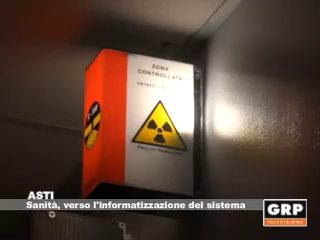 ZONA
CONTROLLATA
ASTI
Sanità, verso l'informatizzazione del sistema
GRP
TELEVISIONE